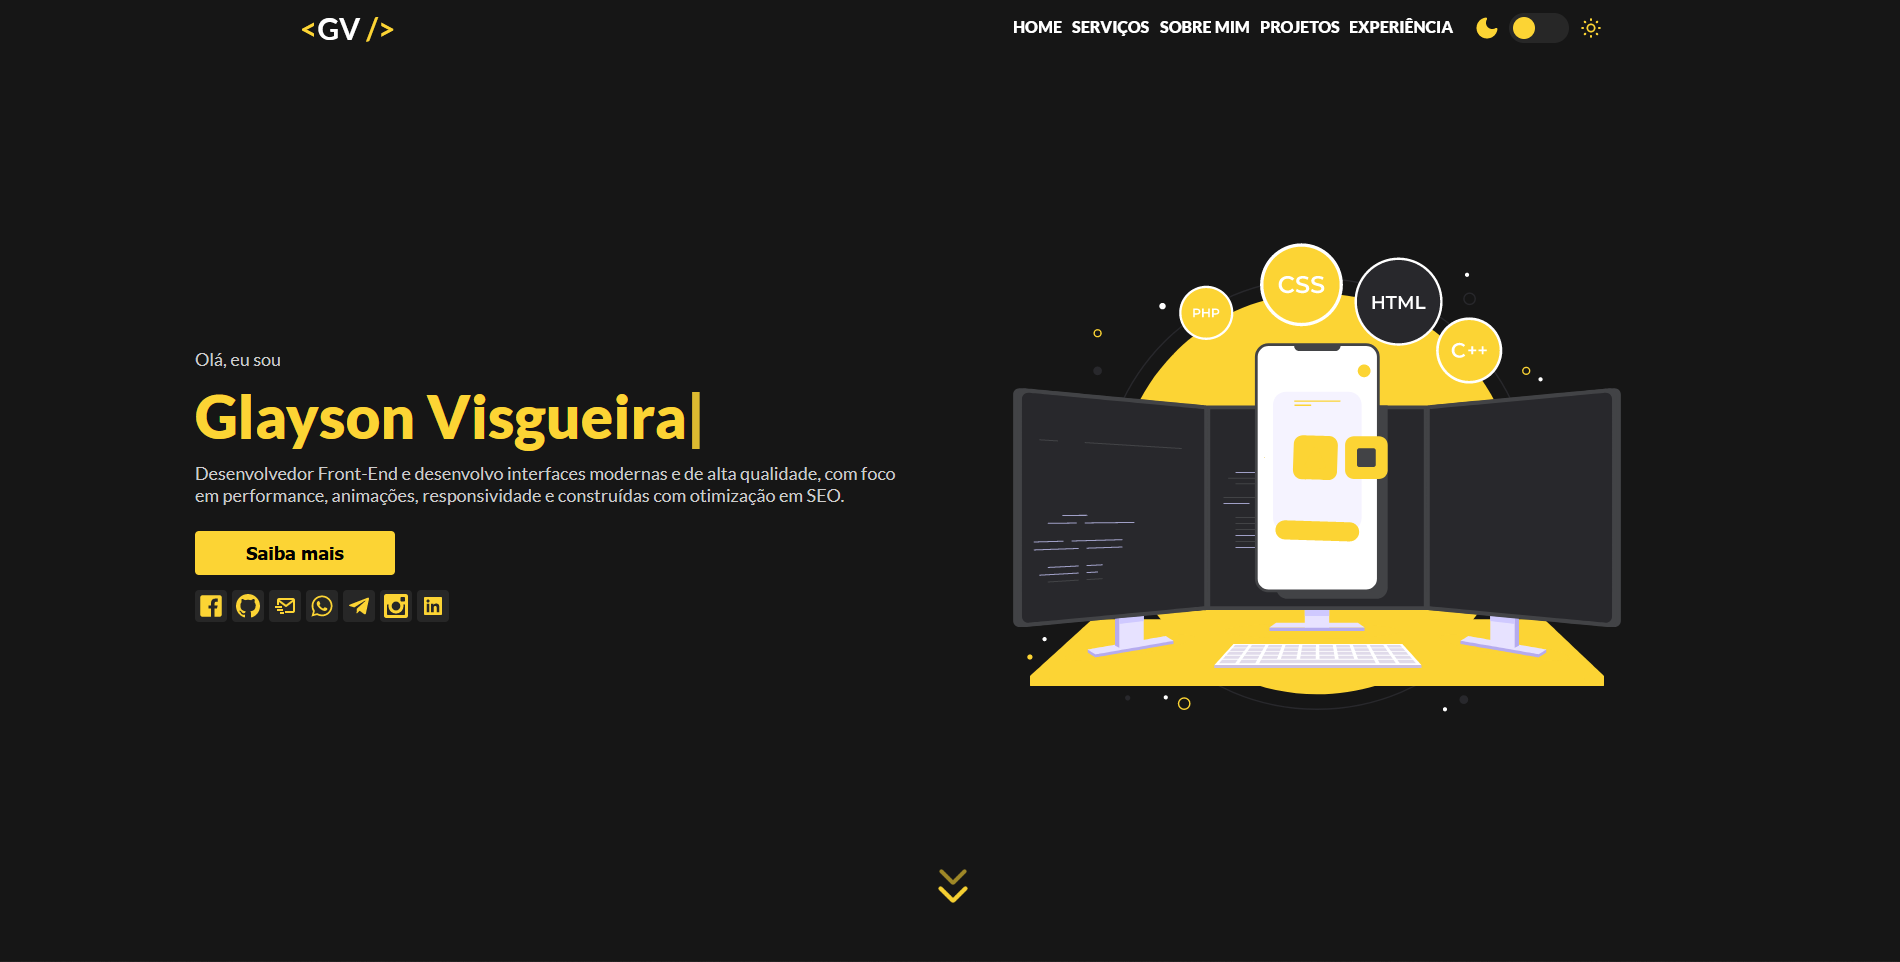 <GV />
HOME SERVIÇOS SOBRE MIM PROJETOS EXPERIÊNCIA
CSS
HTML
PHP
C++
Olá, eu sou
Glayson Visgueira|
Desenvolvedor Front-End e desenvolvo interfaces modernas e de alta qualidade, com foco
em performance, animações, responsividade e construídas com otimização em SEO.
Saiba mais